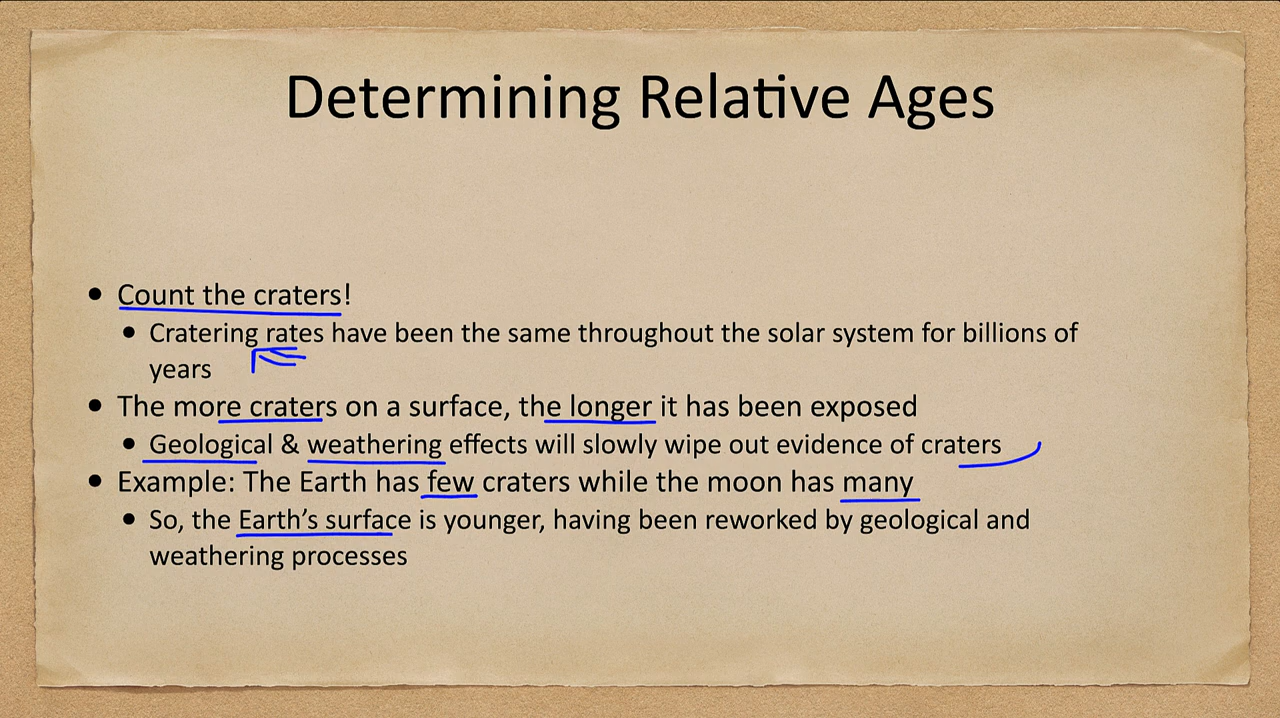 Determining Relative Ages
• Count the craters!
• Cratering rates have been the same throughout the solar system for billions of
years
• The more craters on a surface, the longer it has been exposed
• Geological & weathering effects will slowly wipe out evidence of craters
• Example: The Earth has few craters while the moon has many
• So, the Earth's surface is younger, having been reworked by geological and
weathering processes